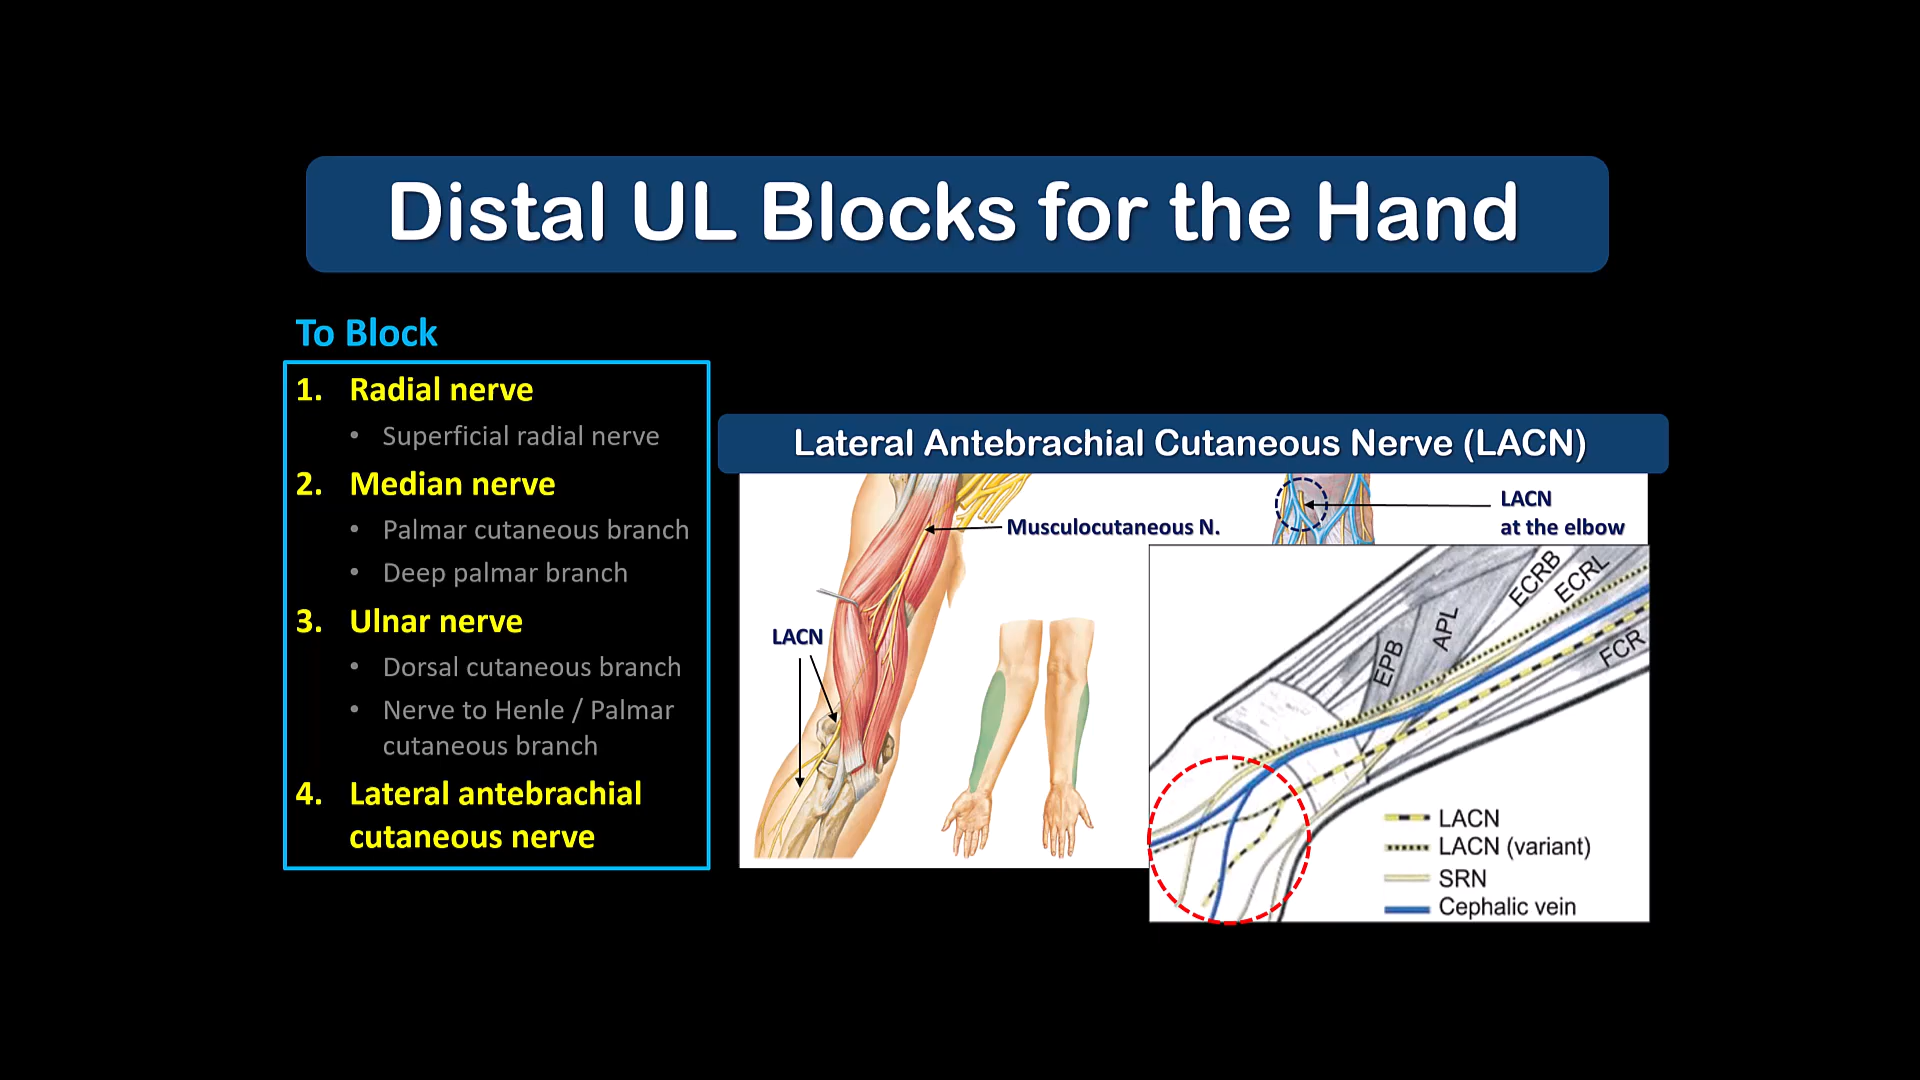 Distal UL Blocks for the Hand
To Block
1. Radial nerve
• Superficial radial nerve
2. Median nerve
• Palmar cutaneous branch
• Deep palmar branch
3. Ulnar nerve
• Dorsal cutaneous branch
• Nerve to Henle / Palmar
cutaneous branch
4. Lateral antebrachial
cutaneous nerve
Lateral Antebrachial Cutaneous Nerve (LACN)
Musculocutaneous N.
LACN
LACN
at the elbow
ECRB
ECRL
APL
EPB
FCR
LACN
LACN (variant)
SRN
Cephalic vein